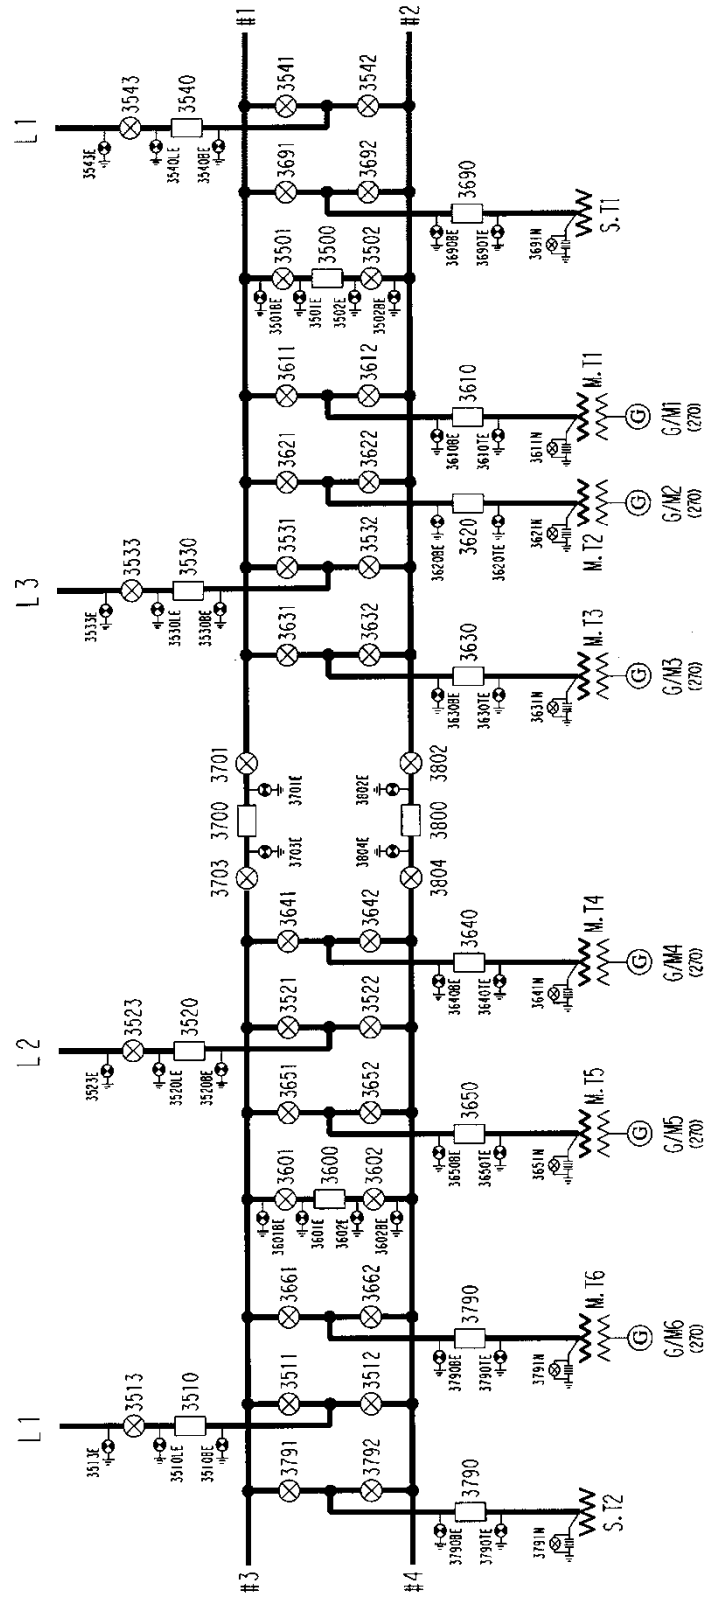 L1
L2
L3
L1
3513
3523
3533
3543
3510
3520
3530
3540
3513E
3510LE
3510BE
3523E
3520LE
3520BE
3533E
3530LE
3530BE
3543E
3540LE
3540BE
#3
#1
3791
3511
3661
3601
3651
3521
3641
3703
3700
3701
3631
3531
3621
3611
3501
3691
3541
3601BE
3601E
3600
3602E
3602BE
3703E
3701E
3501BE
3501E
3500
3502E
3502BE
3792
3512
3662
3602
3652
3522
3642
3804E
3802E
3632
3532
3622
3612
3502
3692
3542
#4
3804
3800
3802
#2
3790BE
3790
3790TE
3791N
S.T2
3790BE
3790
3790TE
3791N
M.T6
G
G/M6
(270)
3650BE
3650
3650TE
3651N
M.T5
G
G/M5
(270)
3640BE
3640
3640TE
3641N
M.T4
G
G/M4
(270)
3630BE
3630
3630TE
3631N
M.T3
G
G/M3
(270)
3620BE
3620
3620TE
3621N
M.T2
G
G/M2
(270)
3610BE
3610
3610TE
3611N
M.T1
G
G/M1
(270)
3690BE
3690
3690TE
3691N
S.T1